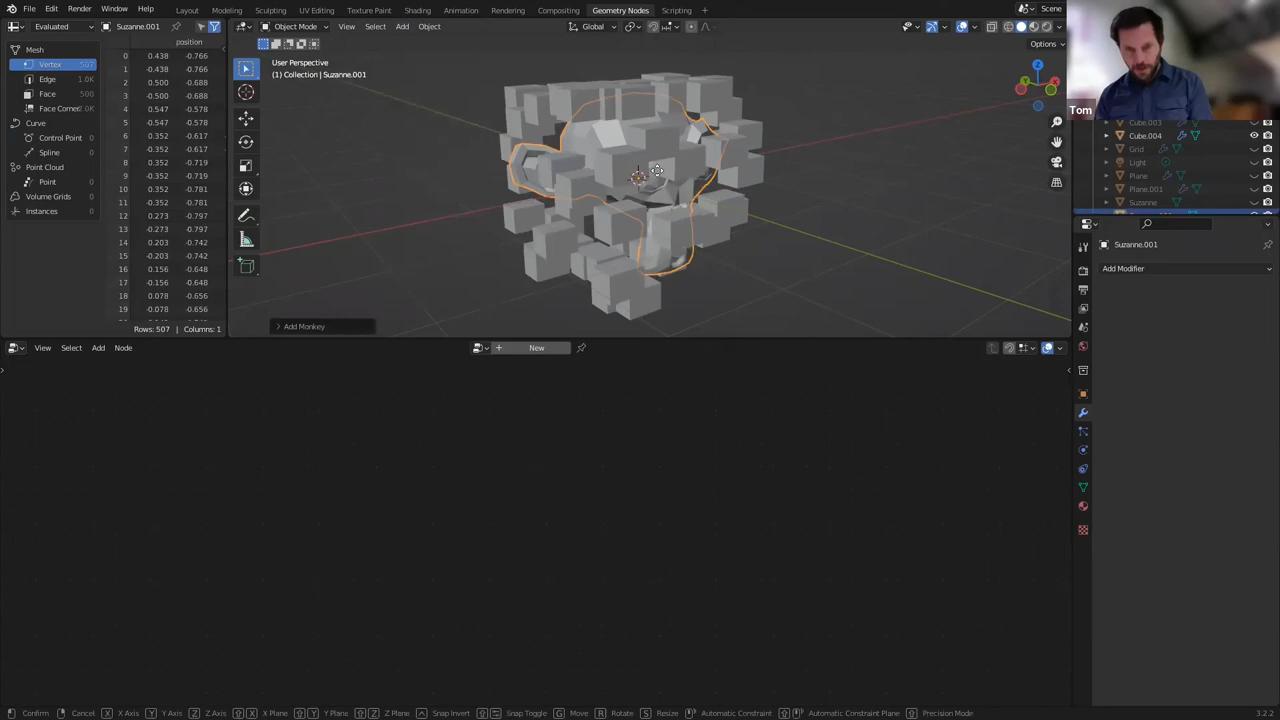 File Edit Render Window Help Layout Modeling Sculpting UV Editing Texture Paint Shading Animation Rendering Compositing Geometry Nodes Scripting + Scene
Evaluated Suzanne.001
Object Mode View Select Add Object Global
Options
position
Mesh
Vertex 507
Edge 1.0K
Face 500
Face Corner 2.0K
Curve
Control Point 0
Spline 0
Point Cloud
Point 0
Volume Grids 0
Instances 0
0 0.438 -0.766
1 -0.438 -0.766
2 0.500 -0.688
3 -0.500 -0.688
4 0.547 -0.578
5 -0.547 -0.578
6 0.352 -0.617
7 -0.352 -0.617
8 0.352 -0.719
9 -0.352 -0.719
10 0.352 -0.781
11 -0.352 -0.781
12 0.273 -0.797
13 -0.273 -0.797
14 0.203 -0.742
15 -0.203 -0.742
16 0.156 -0.648
17 -0.156 -0.648
18 0.078 -0.656
19 -0.078 -0.656
Rows: 507 | Columns: 1
User Perspective
(1) Collection | Suzanne.001
Z
Y
X
Add Monkey
Tom
Cube.003
Cube.004
Grid
Light
Plane
Plane.001
Suzanne
Suzanne.001
Add Modifier
View Select Add Node
New
Confirm Cancel X X Axis Y Y Axis Z Z Axis X X Plane Y Y Plane Z Z Plane Snap Invert Snap Toggle G Move R Rotate S Resize Automatic Constraint Automatic Constraint Plane Precision Mode
3.2.2